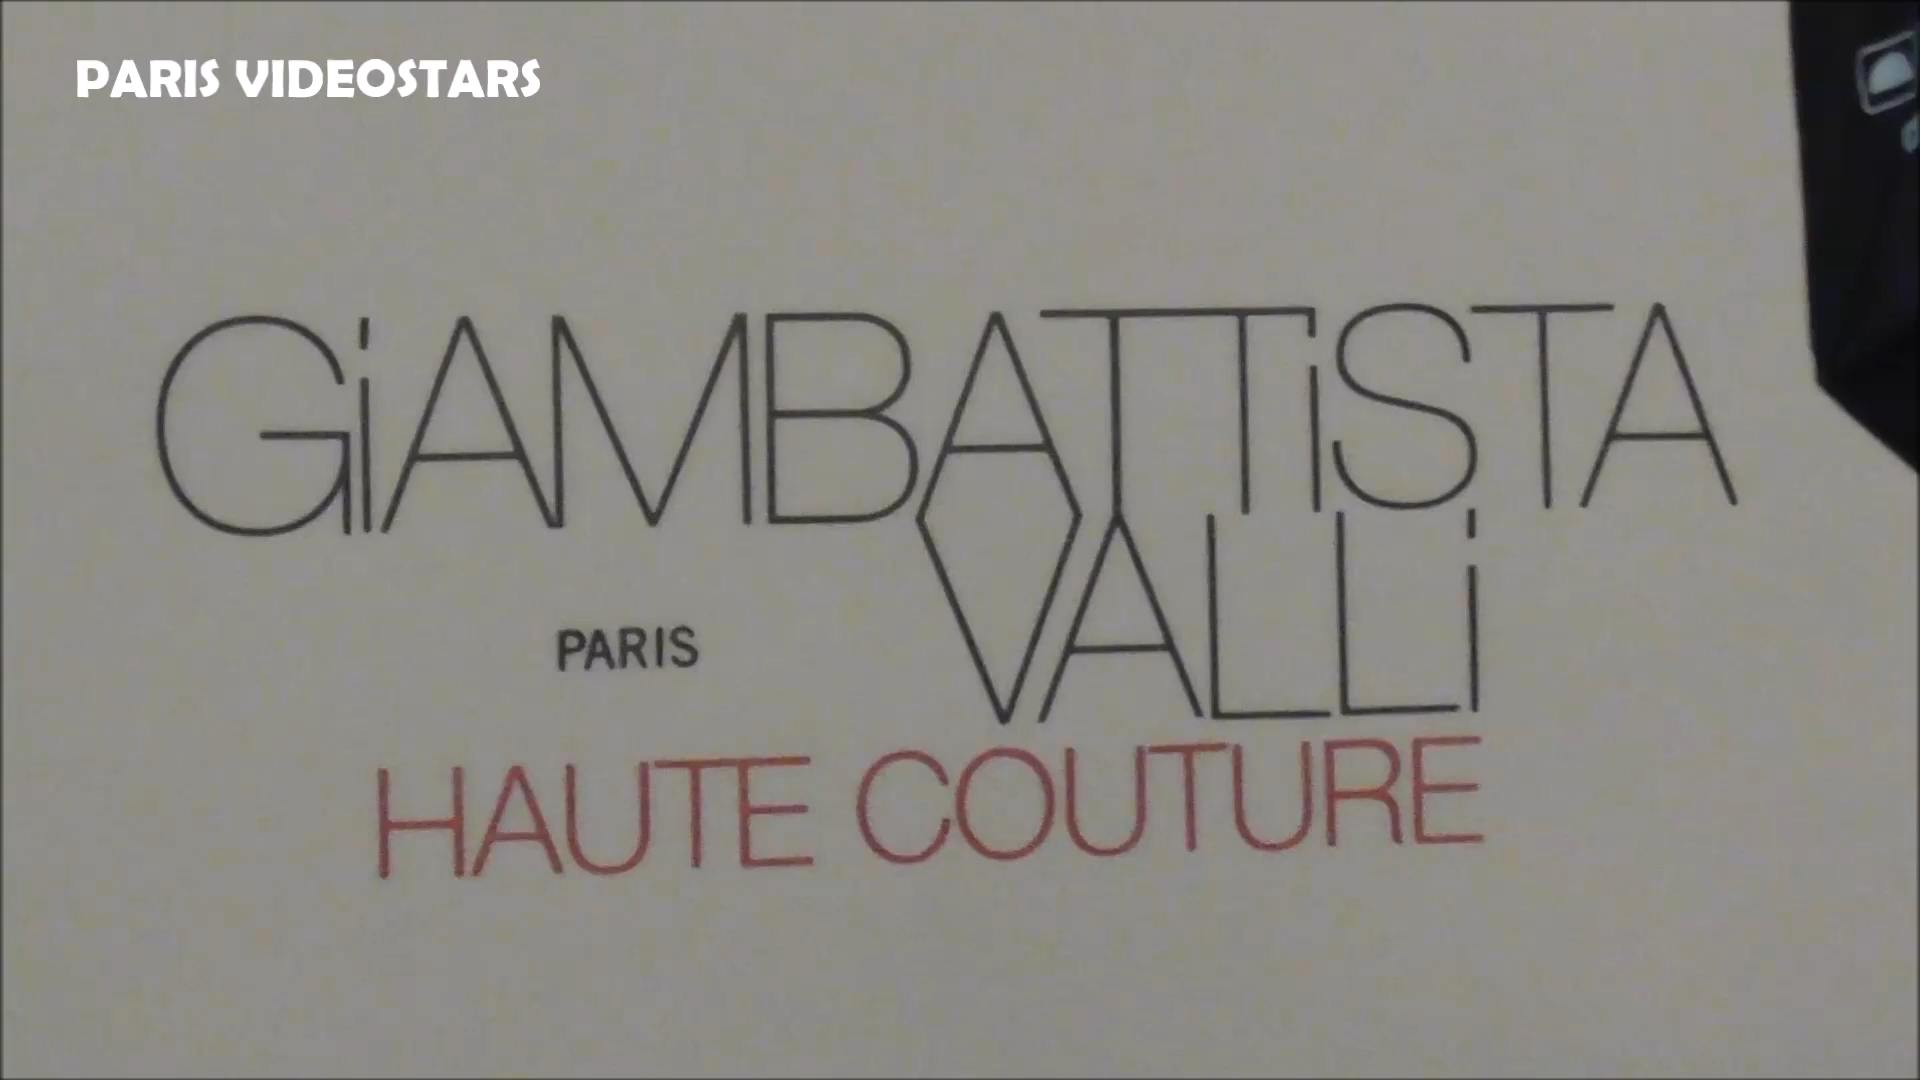 PARIS VIDEOSTARS
GiAMBATTiSTA
VALLi
PARIS
HAUTE COUTURE